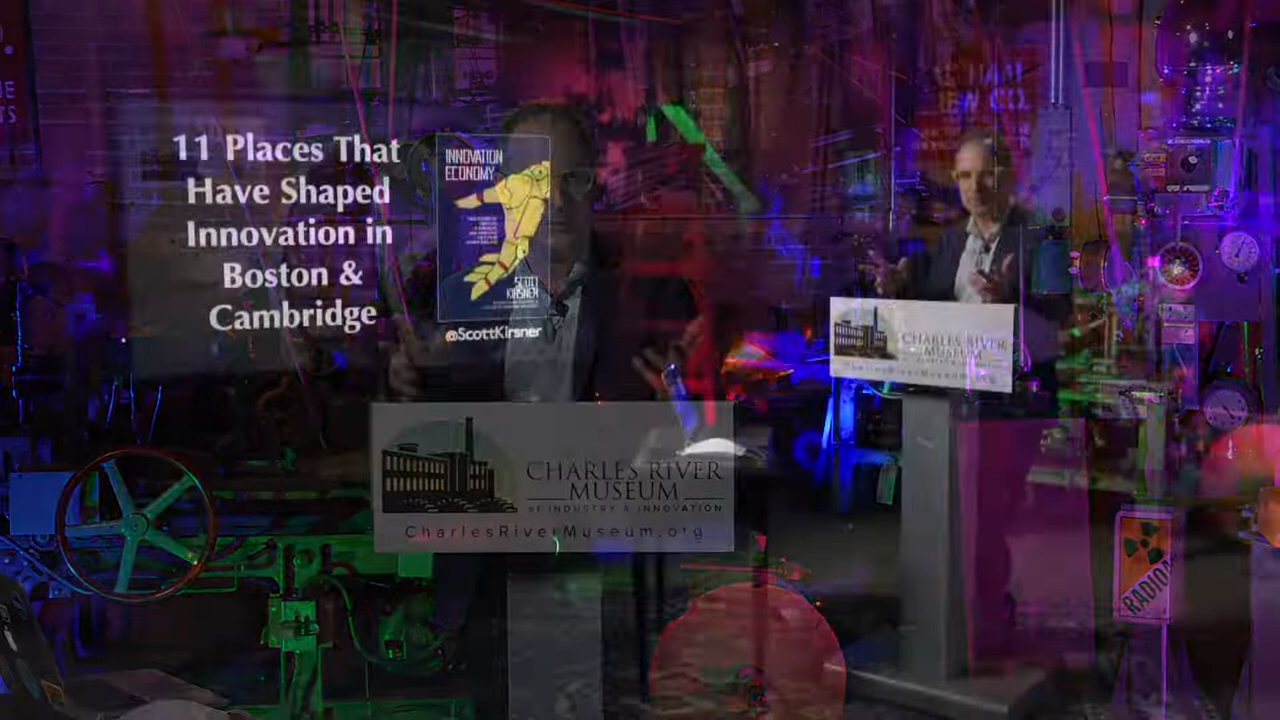 11 Places That
Have Shaped
Innovation in
Boston &
Cambridge
INNOVATION
ECONOMY
SCOTT
KIRSNER
@ScottKirsner
CHARLES RIVER
MUSEUM
OF INDUSTRY & INNOVATION
CharlesRiverMuseum.org
CHARLES RIVER
MUSEUM
CharlesRiverMuseum.org
RADIOA